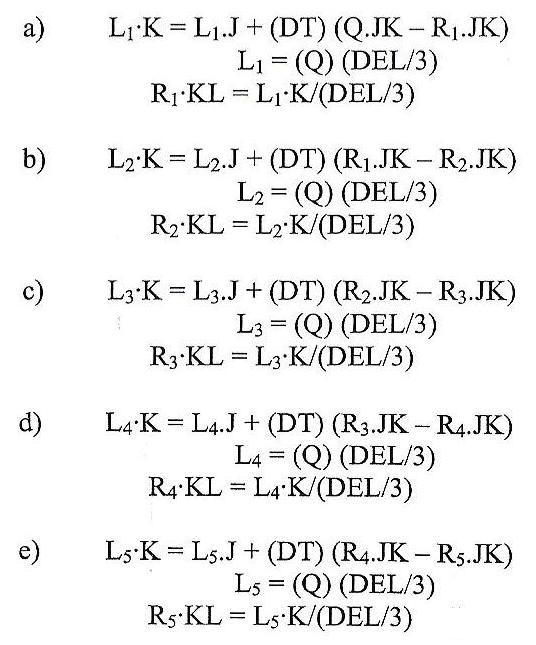 a) L₁·K = L₁.J + (DT) (Q.JK – R₁.JK)
L₁ = (Q) (DEL/3)
R₁·KL = L₁·K/(DEL/3)
b) L₂·K = L₂.J + (DT) (R₁.JK – R₂.JK)
L₂ = (Q) (DEL/3)
R₂·KL = L₂·K/(DEL/3)
c) L₃·K = L₃.J + (DT) (R₂.JK – R₃.JK)
L₃ = (Q) (DEL/3)
R₃·KL = L₃·K/(DEL/3)
d) L₄·K = L₄.J + (DT) (R₃.JK – R₄.JK)
L₄ = (Q) (DEL/3)
R₄·KL = L₄·K/(DEL/3)
e) L₅·K = L₅.J + (DT) (R₄.JK – R₅.JK)
L₅ = (Q) (DEL/3)
R₅·KL = L₅·K/(DEL/3)